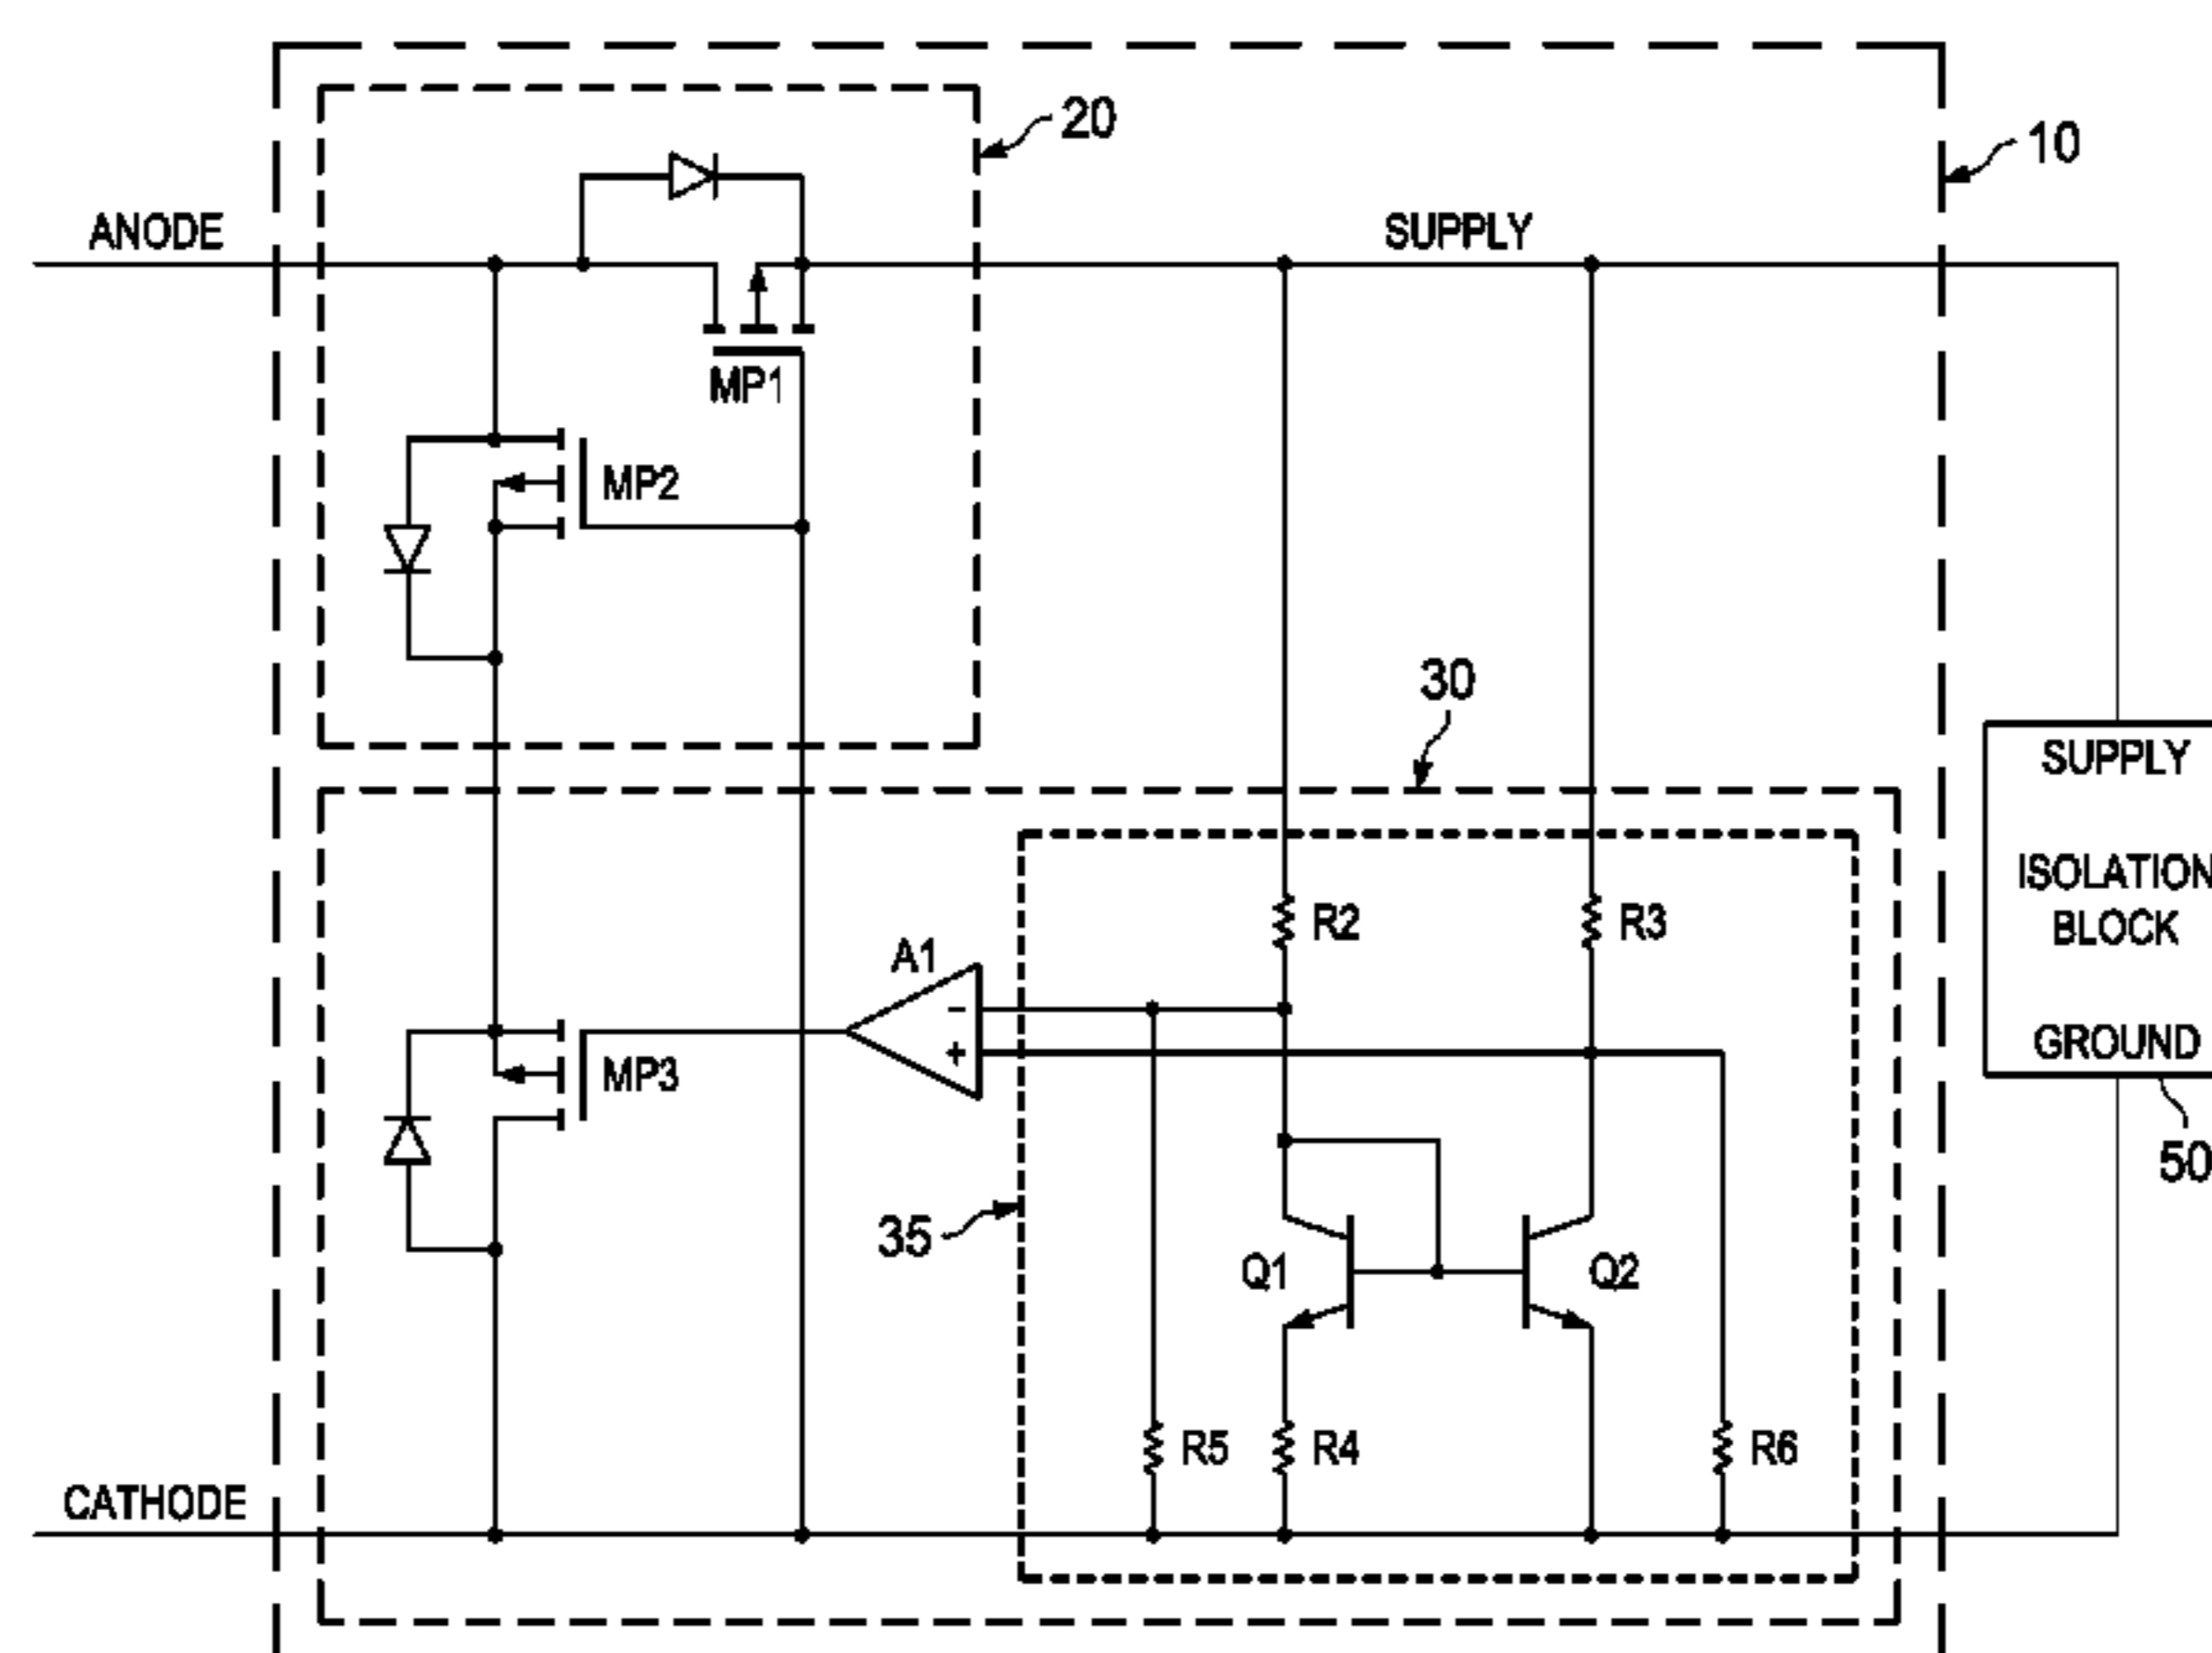 20
10
ANODE
SUPPLY
MP1
MP2
30
SUPPLY
ISOLATION
BLOCK
GROUND
50
R2
R3
A1
-
+
MP3
35
Q1
Q2
R5
R4
R6
CATHODE